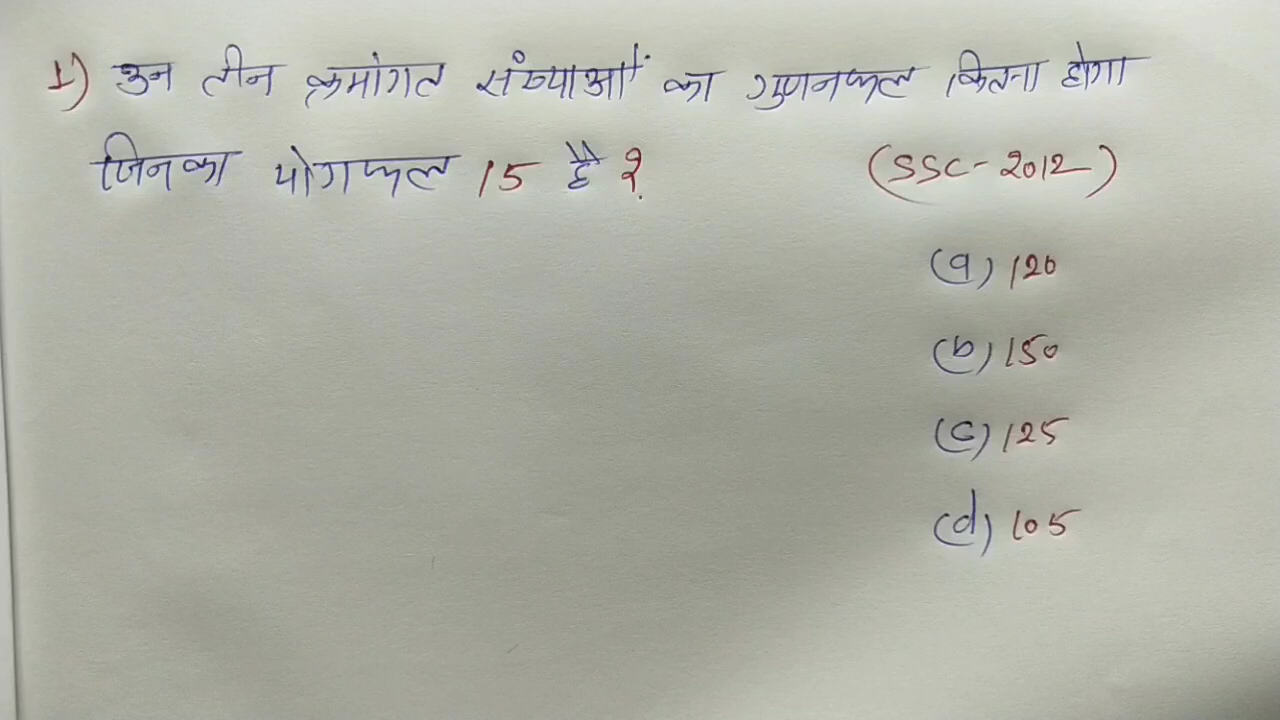 1) उन तीन क्रमांगत संख्याओं का गुणनफल कितना होगा
जिनका योगफल 15 है ?
(SSC-2012)
(a) 120
(b) 150
(c) 125
(d) 105